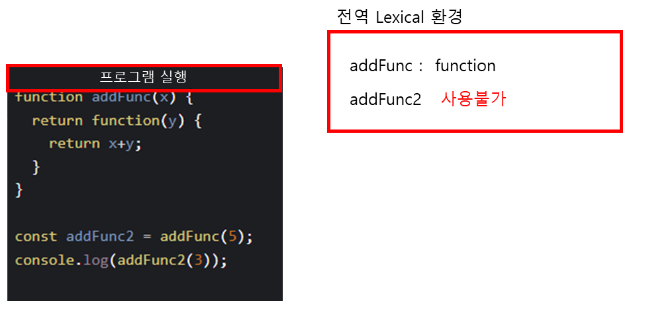 전역 Lexical 환경
프로그램 실행
function addFunc(x) {
  return function(y) {
    return x+y;
  }
}
const addFunc2 = addFunc(5);
console.log(addFunc2(3));
addFunc : function
addFunc2 사용불가